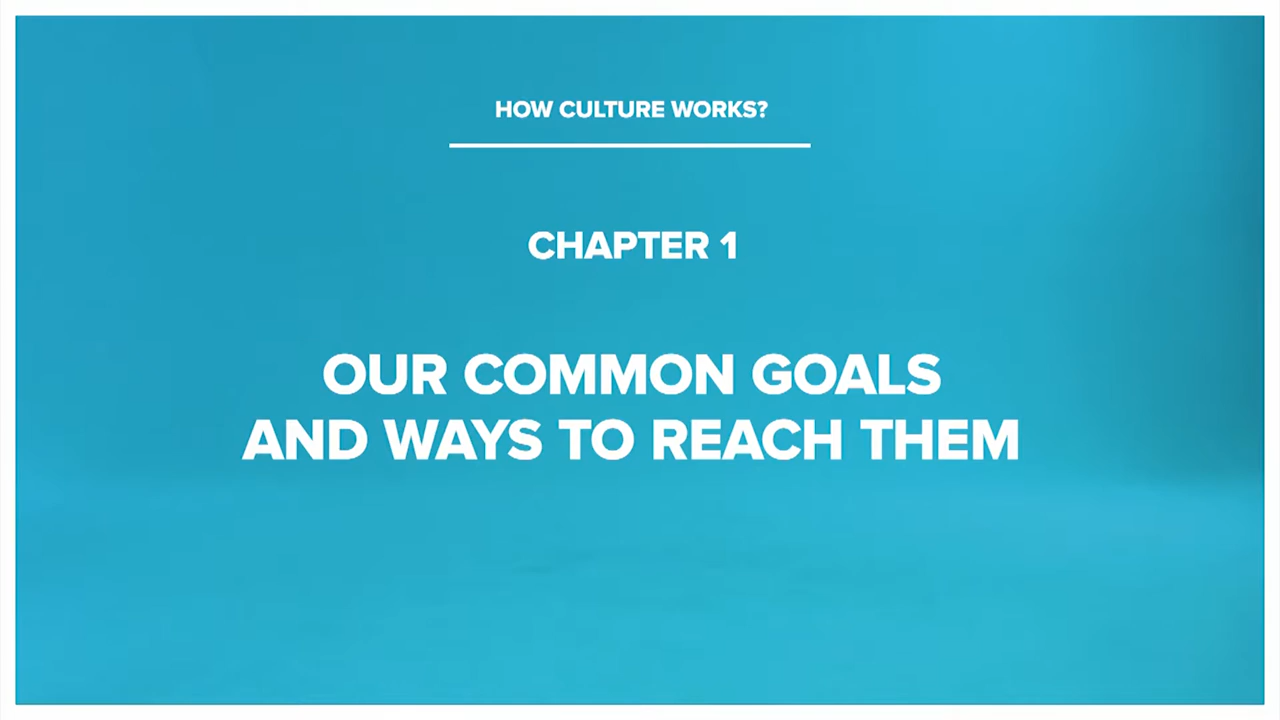 HOW CULTURE WORKS?
CHAPTER 1
OUR COMMON GOALS
AND WAYS TO REACH THEM